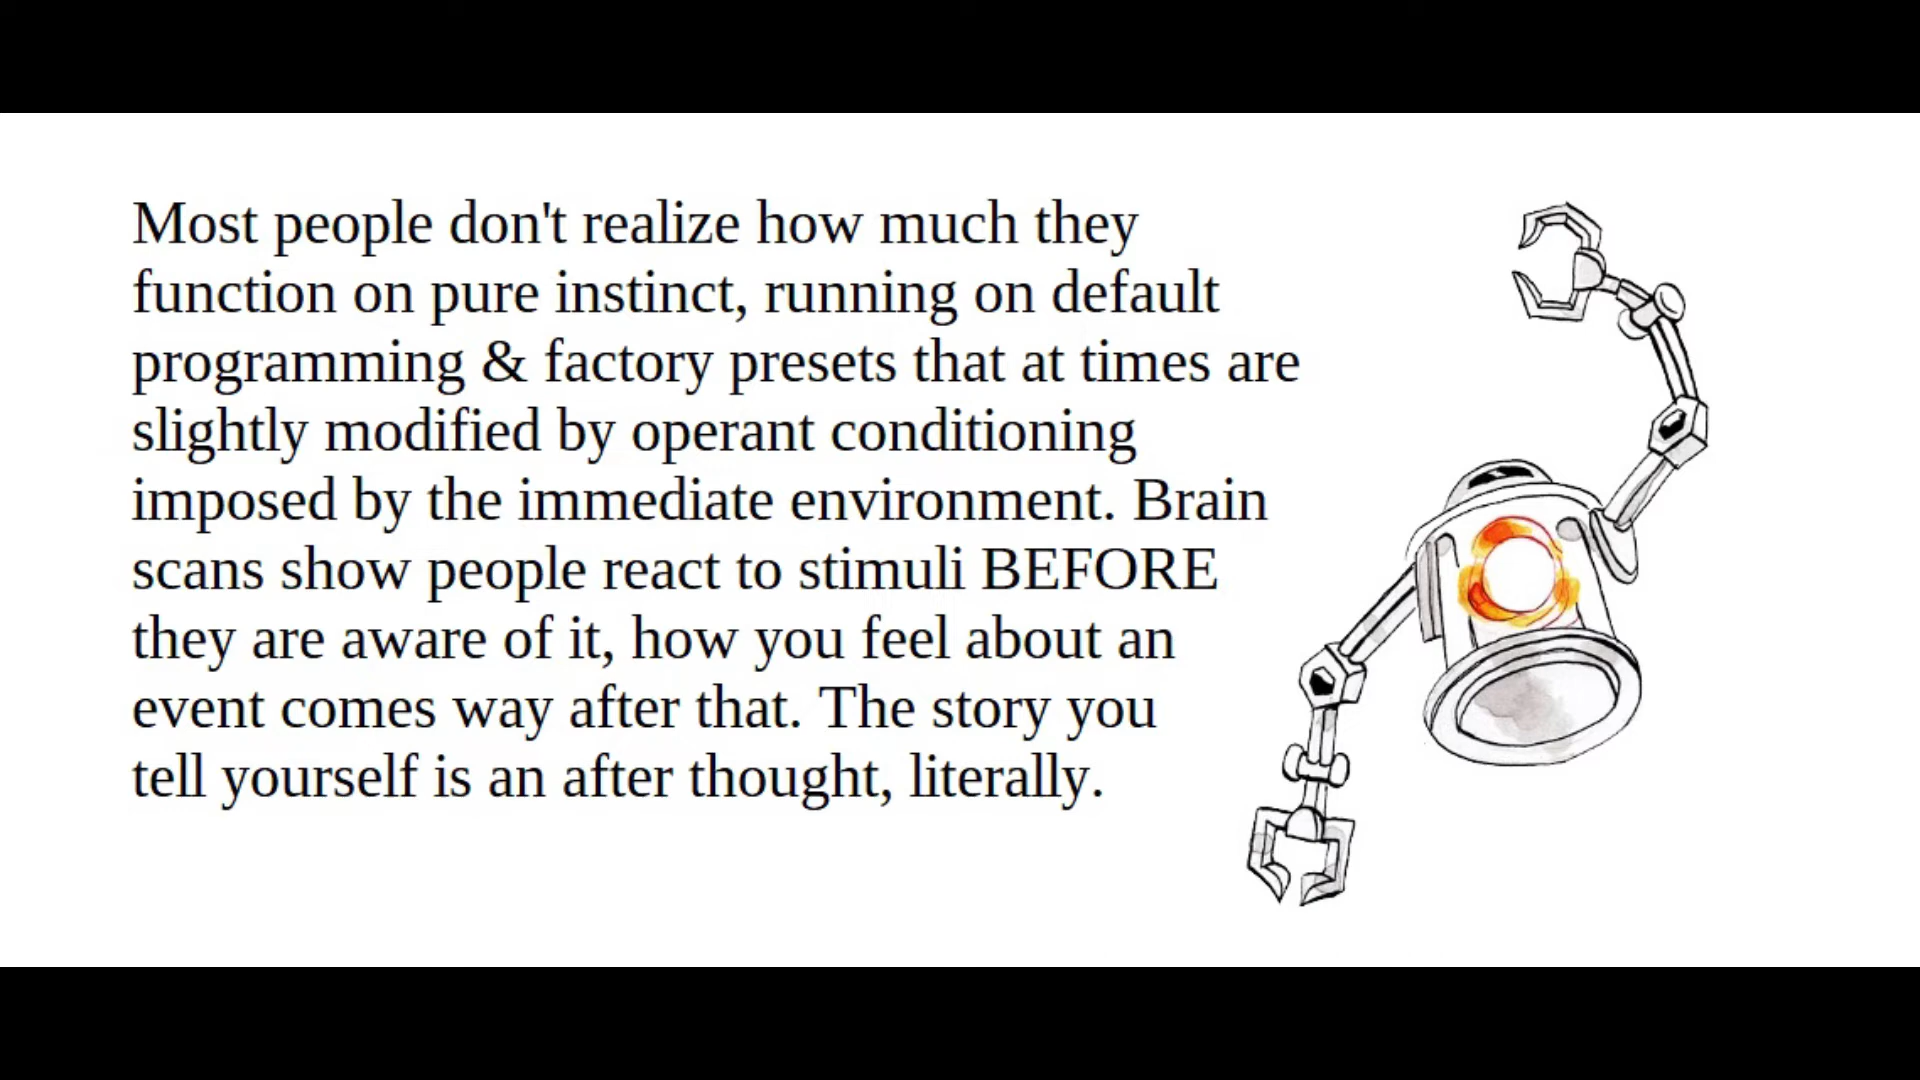 Most people don't realize how much they
function on pure instinct, running on default
programming & factory presets that at times are
slightly modified by operant conditioning
imposed by the immediate environment. Brain
scans show people react to stimuli BEFORE
they are aware of it, how you feel about an
event comes way after that. The story you
tell yourself is an after thought, literally.